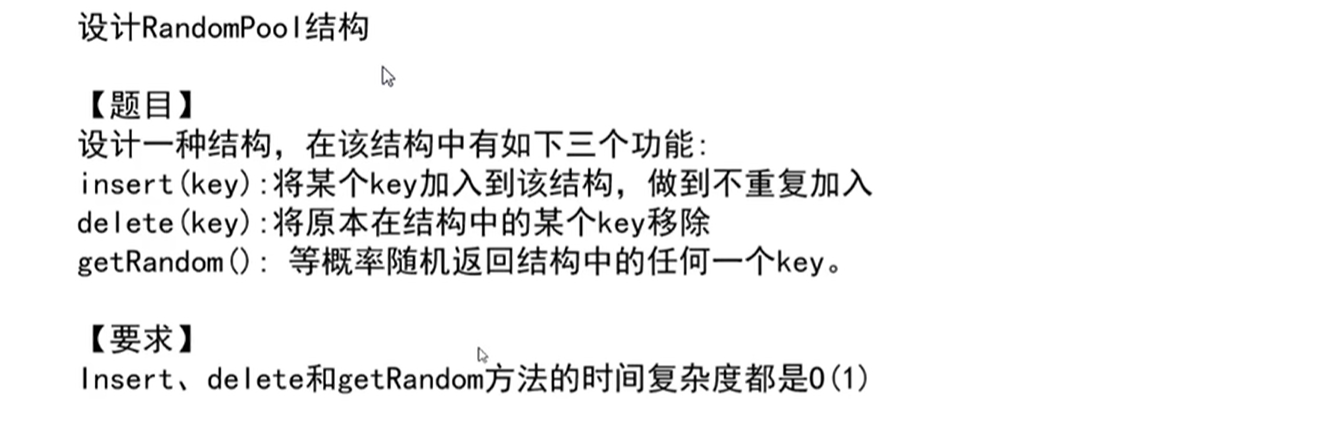 设计RandomPool结构
【题目】
设计一种结构，在该结构中有如下三个功能:
insert(key):将某个key加入到该结构，做到不重复加入
delete(key):将原本在结构中的某个key移除
getRandom(): 等概率随机返回结构中的任何一个key。
【要求】
Insert、delete和getRandom方法的时间复杂度都是O(1)